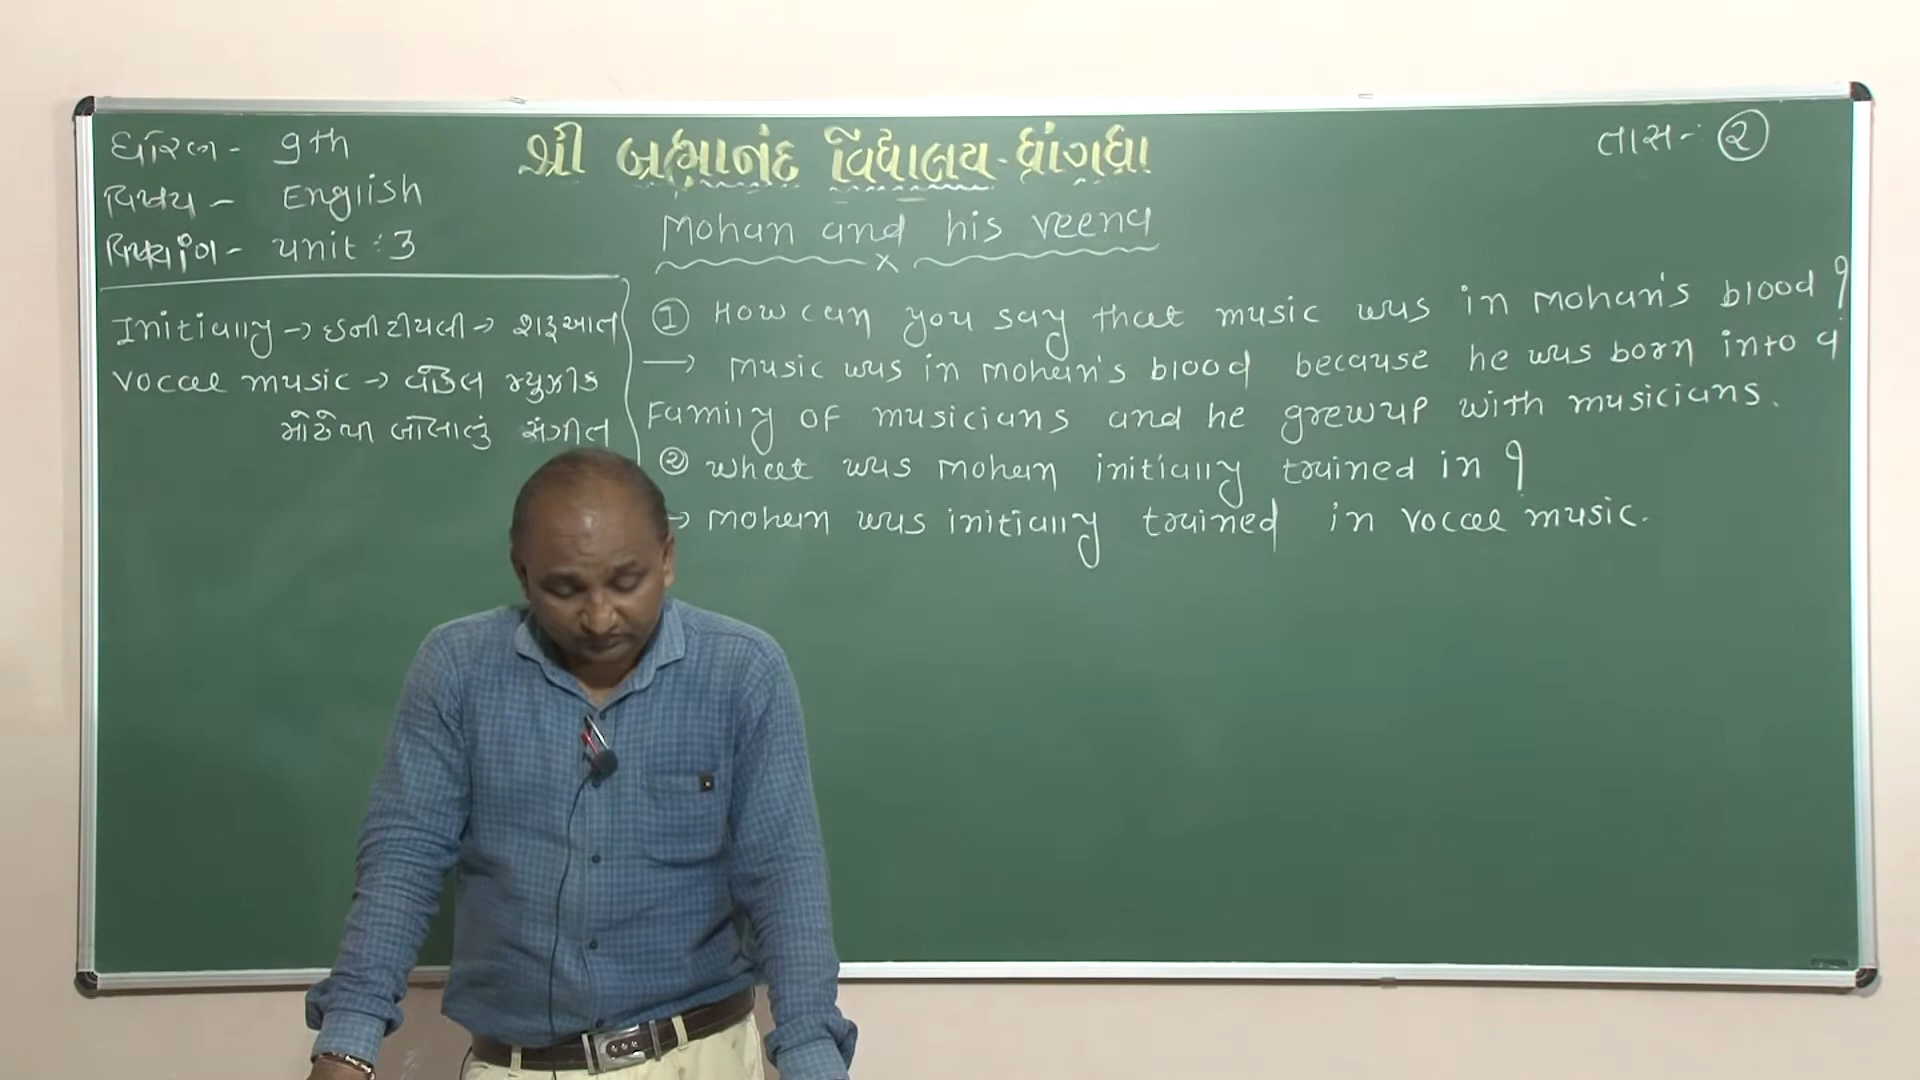 ધોરણ - 9th
વિષય - English
વિષયાંગ - unit : 3
શ્રી બ્રહ્માનંદ વિદ્યાલય - ધ્રાંગધ્રા
તાસ - ૨
Mohan and his veena
Initially → ઇનીટીયલી → શરૂઆત
vocal music → વોકલ મ્યુઝીક
મોઢેથી બોલાતું સંગીત
① How can you say that music was in Mohan's blood ?
→ music was in Mohan's blood because he was born into a
Family of musicians and he grewup with musicians.
② what was Mohan initially trained in ?
→ Mohan was initially trained in vocal music.